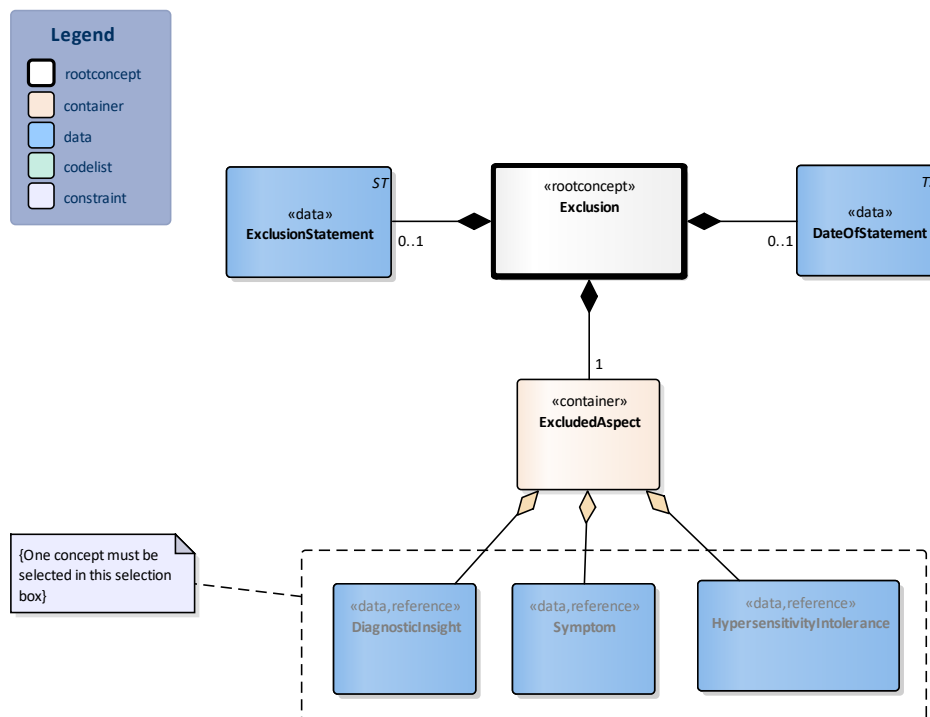 Legend
rootconcept
container
data
codelist
constraint
ST
«data»
ExclusionStatement
0..1
«rootconcept»
Exclusion
0..1
«data»
DateOfStatement
1
«container»
ExcludedAspect
{One concept must be
selected in this selection
box}
«data,reference»
DiagnosticInsight
«data,reference»
Symptom
«data,reference»
HypersensitivityIntolerance